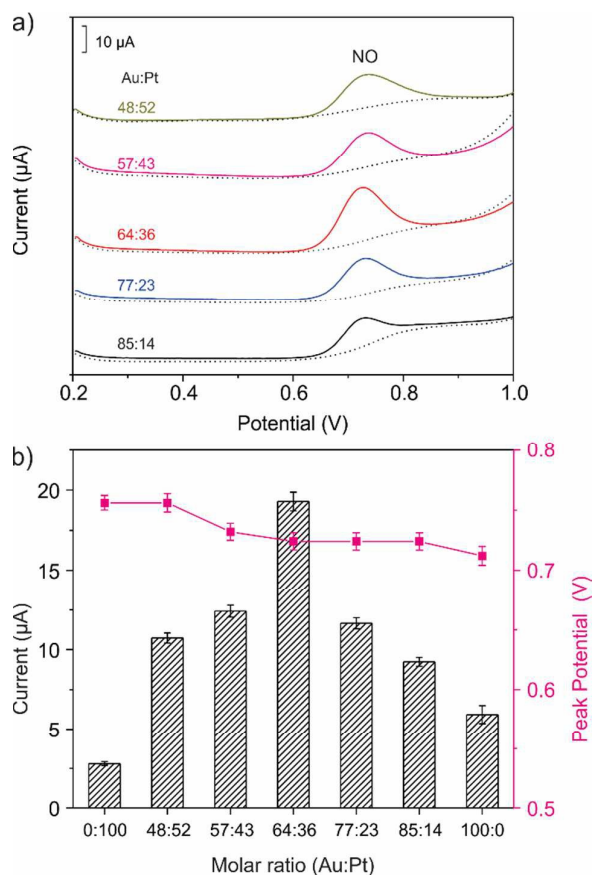 a)
10 µA
NO
Au:Pt
48:52
57:43
64:36
77:23
85:14
Current (µA)
0.2 0.4 0.6 0.8 1.0
Potential (V)
b)
20
15
10
5
0
Current (µA)
0.8
0.7
0.6
0.5
Peak Potential (V)
0:100 48:52 57:43 64:36 77:23 85:14 100:0
Molar ratio (Au:Pt)